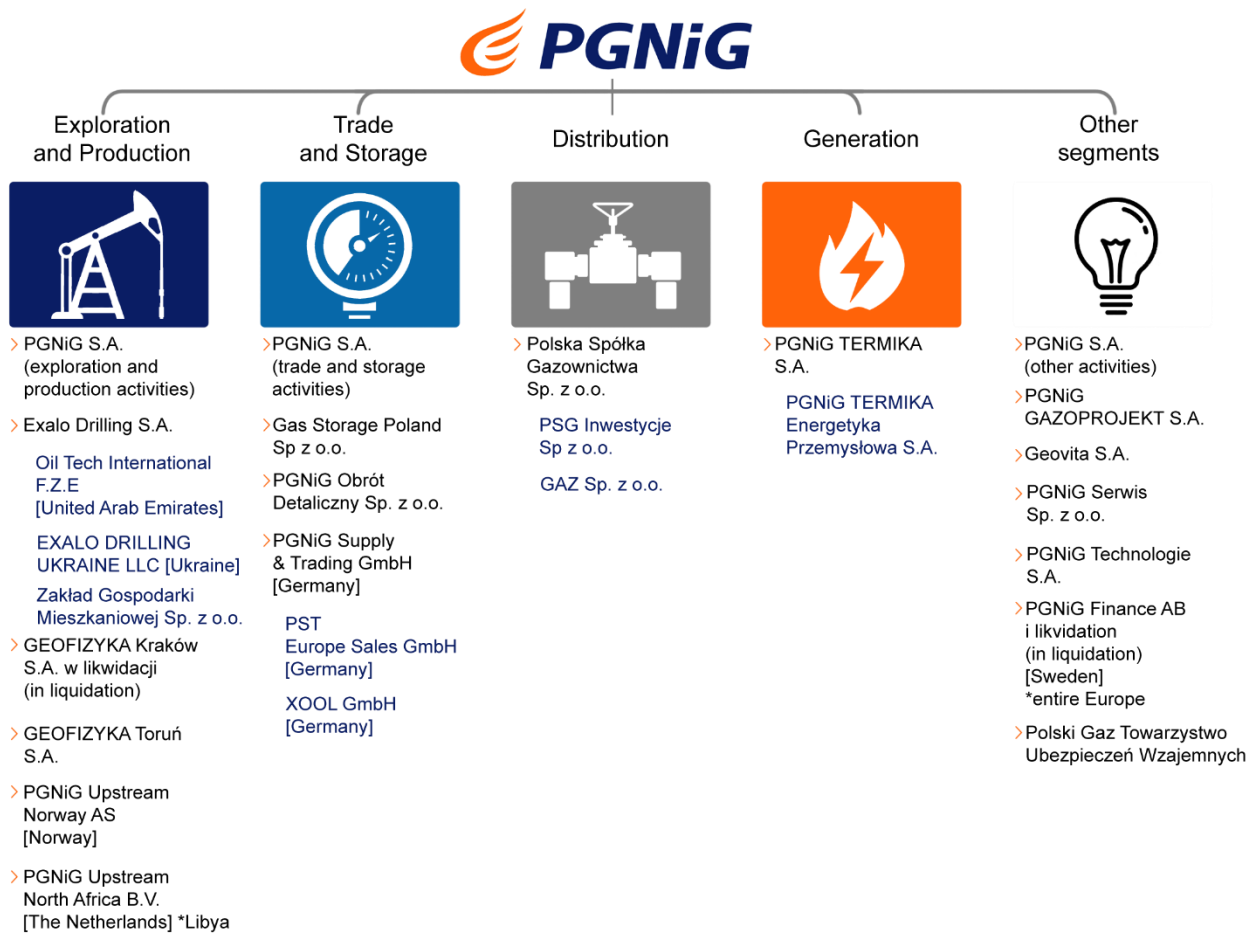 PGNiG
Exploration
and Production
Trade
and Storage
Distribution
Generation
Other
segments
PGNiG S.A.
(exploration and
production activities)
Exalo Drilling S.A.
Oil Tech International
F.Z.E
[United Arab Emirates]
EXALO DRILLING
UKRAINE LLC [Ukraine]
Zakład Gospodarki
Mieszkaniowej Sp. z o.o.
GEOFIZYKA Kraków
S.A. w likwidacji
(in liquidation)
GEOFIZYKA Toruń
S.A.
PGNiG Upstream
Norway AS
[Norway]
PGNiG Upstream
North Africa B.V.
[The Netherlands] *Libya
PGNiG S.A.
(trade and storage
activities)
Gas Storage Poland
Sp z o.o.
PGNiG Obrót
Detaliczny Sp. z o.o.
PGNiG Supply
& Trading GmbH
[Germany]
PST
Europe Sales GmbH
[Germany]
XOOL GmbH
[Germany]
Polska Spółka
Gazownictwa
Sp. z o.o.
PSG Inwestycje
Sp z o.o.
GAZ Sp. z o.o.
PGNiG TERMIKA
S.A.
PGNiG TERMIKA
Energetyka
Przemysłowa S.A.
PGNiG S.A.
(other activities)
PGNiG
GAZOPROJEKT S.A.
Geovita S.A.
PGNiG Serwis
Sp. z o.o.
PGNiG Technologie
S.A.
PGNiG Finance AB
i likvidation
(in liquidation)
[Sweden]
*entire Europe
Polski Gaz Towarzystwo
Ubezpieczeń Wzajemnych